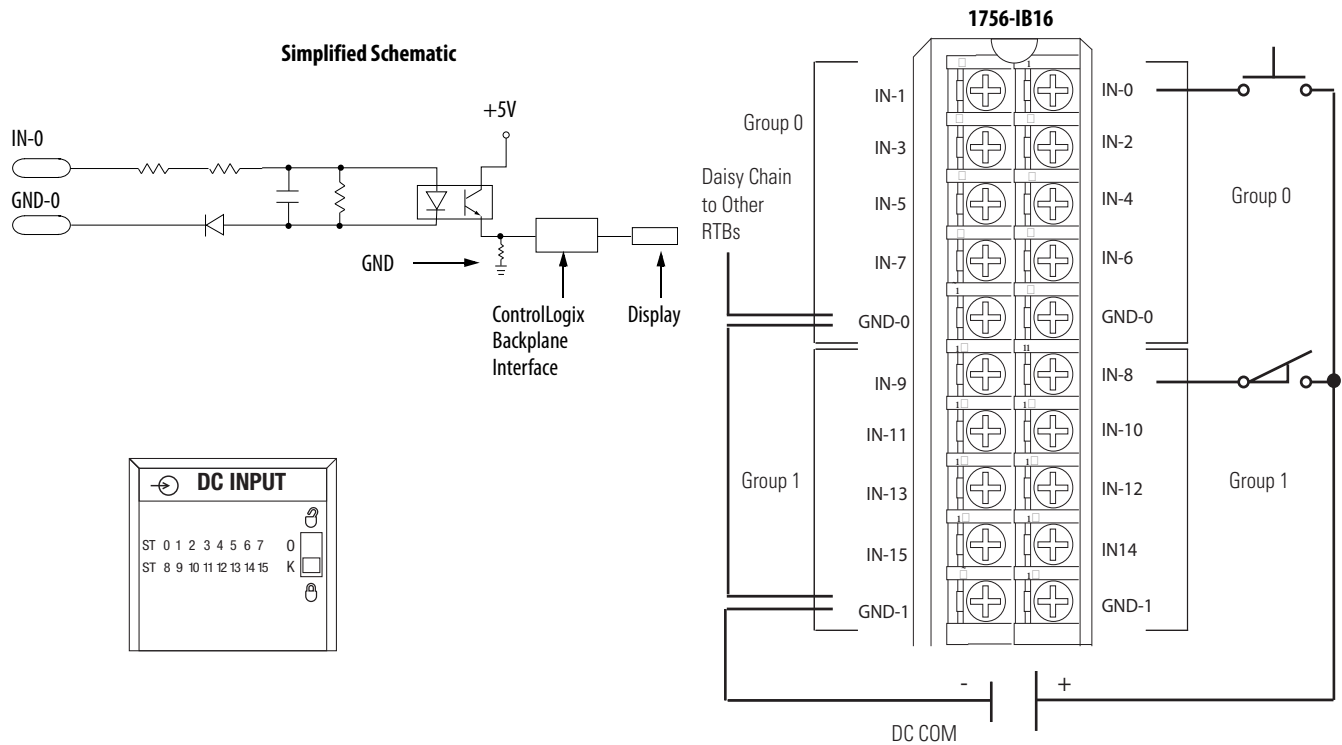 1756-IB16
Simplified Schematic
+5V
IN-0
GND-0
GND
ControlLogix
Backplane
Interface
Display
DC INPUT
ST 0 1 2 3 4 5 6 7 O
ST 8 9 10 11 12 13 14 15 K
Group 0
Daisy Chain
to Other
RTBs
Group 1
IN-1
IN-3
IN-5
IN-7
GND-0
IN-9
IN-11
IN-13
IN-15
GND-1
IN-0
IN-2
IN-4
IN-6
GND-0
IN-8
IN-10
IN-12
IN14
GND-1
Group 0
Group 1
- +
DC COM